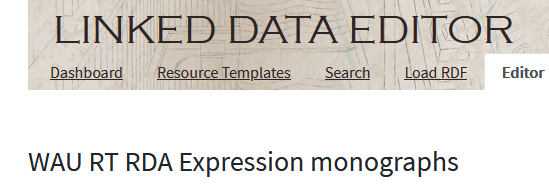 LINKED DATA EDITOR
Dashboard Resource Templates Search Load RDF Editor
WAU RT RDA Expression monographs